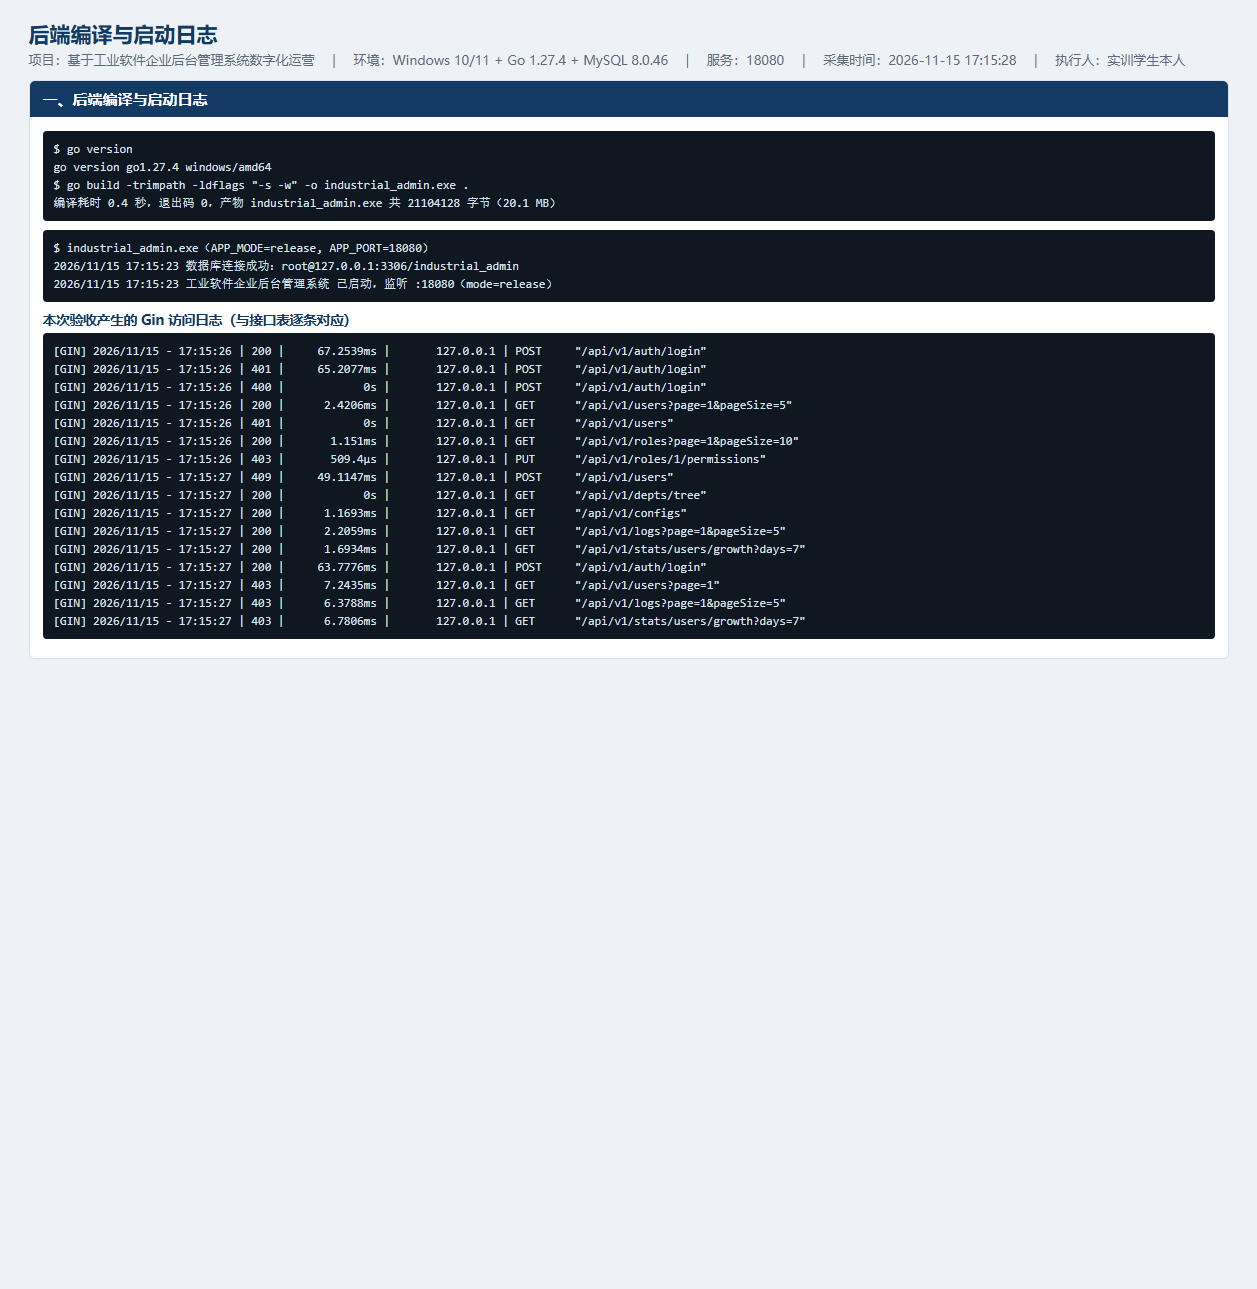 后端编译与启动日志
项目：基于工业软件企业后台管理系统数字化运营 | 环境：Windows 10/11 + Go 1.27.4 + MySQL 8.0.46 | 服务：18080 | 采集时间：2026-11-15 17:15:28 | 执行人：实训学生本人
一、后端编译与启动日志
$ go version
go version go1.27.4 windows/amd64
$ go build -trimpath -ldflags "-s -w" -o industrial_admin.exe .
编译耗时 0.4 秒，退出码 0，产物 industrial_admin.exe 共 21104128 字节（20.1 MB）
$ industrial_admin.exe（APP_MODE=release, APP_PORT=18080）
2026/11/15 17:15:23 数据库连接成功：root@127.0.0.1:3306/industrial_admin
2026/11/15 17:15:23 工业软件企业后台管理系统 已启动，监听 :18080（mode=release）
本次验收产生的 Gin 访问日志（与接口表逐条对应）
[GIN] 2026/11/15 - 17:15:26 | 200 |     67.2539ms |       127.0.0.1 | POST     "/api/v1/auth/login"
[GIN] 2026/11/15 - 17:15:26 | 401 |     65.2077ms |       127.0.0.1 | POST     "/api/v1/auth/login"
[GIN] 2026/11/15 - 17:15:26 | 400 |            0s |       127.0.0.1 | POST     "/api/v1/auth/login"
[GIN] 2026/11/15 - 17:15:26 | 200 |      2.4206ms |       127.0.0.1 | GET      "/api/v1/users?page=1&pageSize=5"
[GIN] 2026/11/15 - 17:15:26 | 401 |            0s |       127.0.0.1 | GET      "/api/v1/users"
[GIN] 2026/11/15 - 17:15:26 | 200 |       1.151ms |       127.0.0.1 | GET      "/api/v1/roles?page=1&pageSize=10"
[GIN] 2026/11/15 - 17:15:26 | 403 |       509.4µs |       127.0.0.1 | PUT      "/api/v1/roles/1/permissions"
[GIN] 2026/11/15 - 17:15:27 | 409 |     49.1147ms |       127.0.0.1 | POST     "/api/v1/users"
[GIN] 2026/11/15 - 17:15:27 | 200 |            0s |       127.0.0.1 | GET      "/api/v1/depts/tree"
[GIN] 2026/11/15 - 17:15:27 | 200 |      1.1693ms |       127.0.0.1 | GET      "/api/v1/configs"
[GIN] 2026/11/15 - 17:15:27 | 200 |      2.2059ms |       127.0.0.1 | GET      "/api/v1/logs?page=1&pageSize=5"
[GIN] 2026/11/15 - 17:15:27 | 200 |      1.6934ms |       127.0.0.1 | GET      "/api/v1/stats/users/growth?days=7"
[GIN] 2026/11/15 - 17:15:27 | 200 |     63.7776ms |       127.0.0.1 | POST     "/api/v1/auth/login"
[GIN] 2026/11/15 - 17:15:27 | 403 |      7.2435ms |       127.0.0.1 | GET      "/api/v1/users?page=1"
[GIN] 2026/11/15 - 17:15:27 | 403 |      6.3788ms |       127.0.0.1 | GET      "/api/v1/logs?page=1&pageSize=5"
[GIN] 2026/11/15 - 17:15:27 | 403 |      6.7806ms |       127.0.0.1 | GET      "/api/v1/stats/users/growth?days=7"